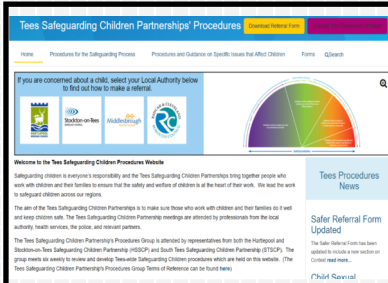 Tees Safeguarding Children Partnerships' Procedures
Download Referral Form
Home
Procedures for the Safeguarding Process
Procedures and Guidance on Specific Issues that Affect Children
Forms
Search
If you are concerned about a child, select your Local Authority below
to find out how to make a referral.
Stockton-on-Tees
Middlesbrough
Welcome to the Tees Safeguarding Children Procedures Website
Safeguarding children is everyone's responsibility and the Tees Safeguarding Children Partnerships bring together people who
work with children and their families to ensure that the safety and welfare of children is at the heart of their work. We lead the work
to safeguard children across our regions.
The aim of the Tees Safeguarding Children Partnerships is to make sure those who work with children and their families do it well
and keep children safe. The Tees Safeguarding Children Partnership meetings are attended by professionals from the local
authority, health services, the police, and relevant partners.
The Tees Safeguarding Children Partnership's Procedures Group is attended by representatives from both the Hartlepool and
Stockton-on-Tees Safeguarding Children Partnership (HSSCP) and South Tees Safeguarding Children Partnership (STSCP). The
group meets six weekly to review and develop Tees-wide Safeguarding Children procedures which are held on this website. (The
Tees Safeguarding Children Partnership's Procedures Group Terms of Reference can be found here)
Tees Procedures
News
Safer Referral Form
Updated
The Safer Referral Form has been
updated to include a new section on
Context read more...
Child Sexual